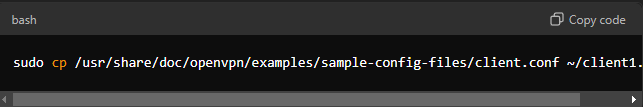 bash
Copy code
sudo cp /usr/share/doc/openvpn/examples/sample-config-files/client.conf ~/client1.